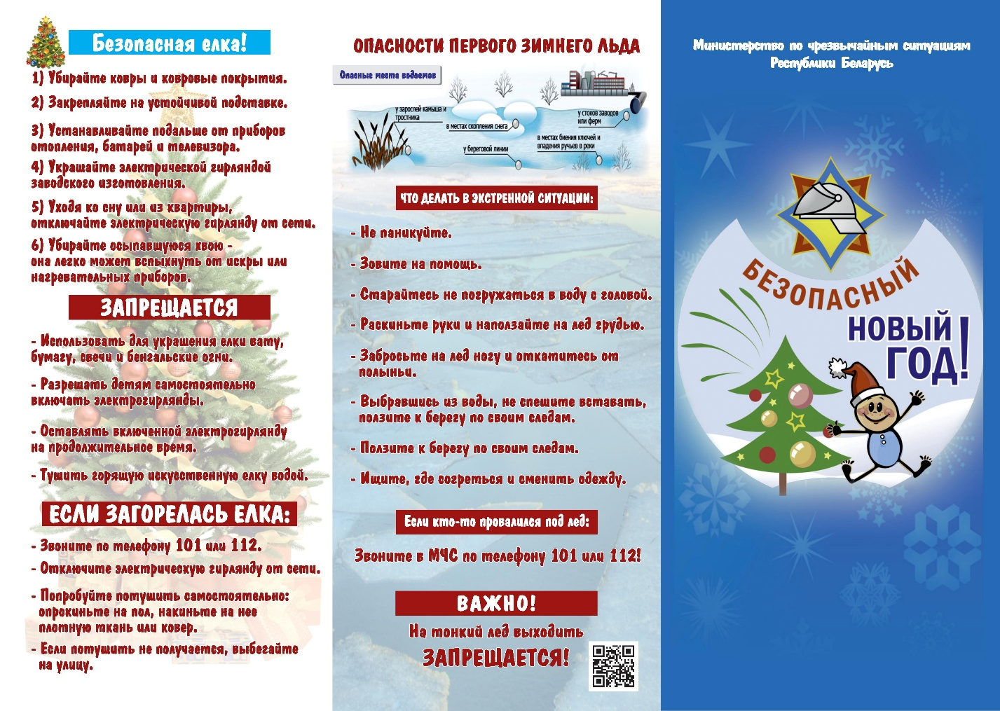 Безопасная елка!
1) Убирайте ковры и ковровые покрытия.
2) Закрепляйте на устойчивой подставке.
3) Устанавливайте подальше от приборов
отопления, батарей и телевизора.
4) Украшайте электрической гирляндой
заводского изготовления.
5) Уходя ко сну или из квартиры,
отключайте электрическую гирлянду от сети.
6) Убирайте осыпавшуюся хвою -
она легко может вспыхнуть от искры или
нагревательных приборов.
ЗАПРЕЩАЕТСЯ
- Использовать для украшения елки вату,
бумагу, свечи и бенгальские огни.
- Разрешать детям самостоятельно
включать электрогирлянды.
- Оставлять включенной электрогирлянду
на продолжительное время.
- Тушить горящую искусственную елку водой.
ЕСЛИ ЗАГОРЕЛАСЬ ЕЛКА:
- Звоните по телефону 101 или 112.
- Отключите электрическую гирлянду от сети.
- Попробуйте потушить самостоятельно:
опрокиньте на пол, накиньте на нее
плотную ткань или ковер.
- Если потушить не получается, выбегайте
на улицу.
ОПАСНОСТИ ПЕРВОГО ЗИМНЕГО ЛЬДА
Опасные места водоемов
у зарослей камыша и
тростника
в местах скопления снега
у стоков заводов
или ферм
у береговой линии
в местах биения ключей и
впадения ручьев в реки
ЧТО ДЕЛАТЬ В ЭКСТРЕННОЙ СИТУАЦИИ:
- Не паникуйте.
- Зовите на помощь.
- Старайтесь не погружаться в воду с головой.
- Раскиньте руки и наползайте на лед грудью.
- Забросьте на лед ногу и откатитесь от
полыньи.
- Выбравшись из воды, не спешите вставать,
ползите к берегу по своим следам.
- Ползите к берегу по своим следам.
- Ищите, где согреться и сменить одежду.
Если кто-то провалился под лед:
Звоните в МЧС по телефону 101 или 112!
ВАЖНО!
На тонкий лед выходить
ЗАПРЕЩАЕТСЯ!
Министерство по чрезвычайным ситуациям
Республики Беларусь
БЕЗОПАСНЫЙ
НОВЫЙ
ГОД!